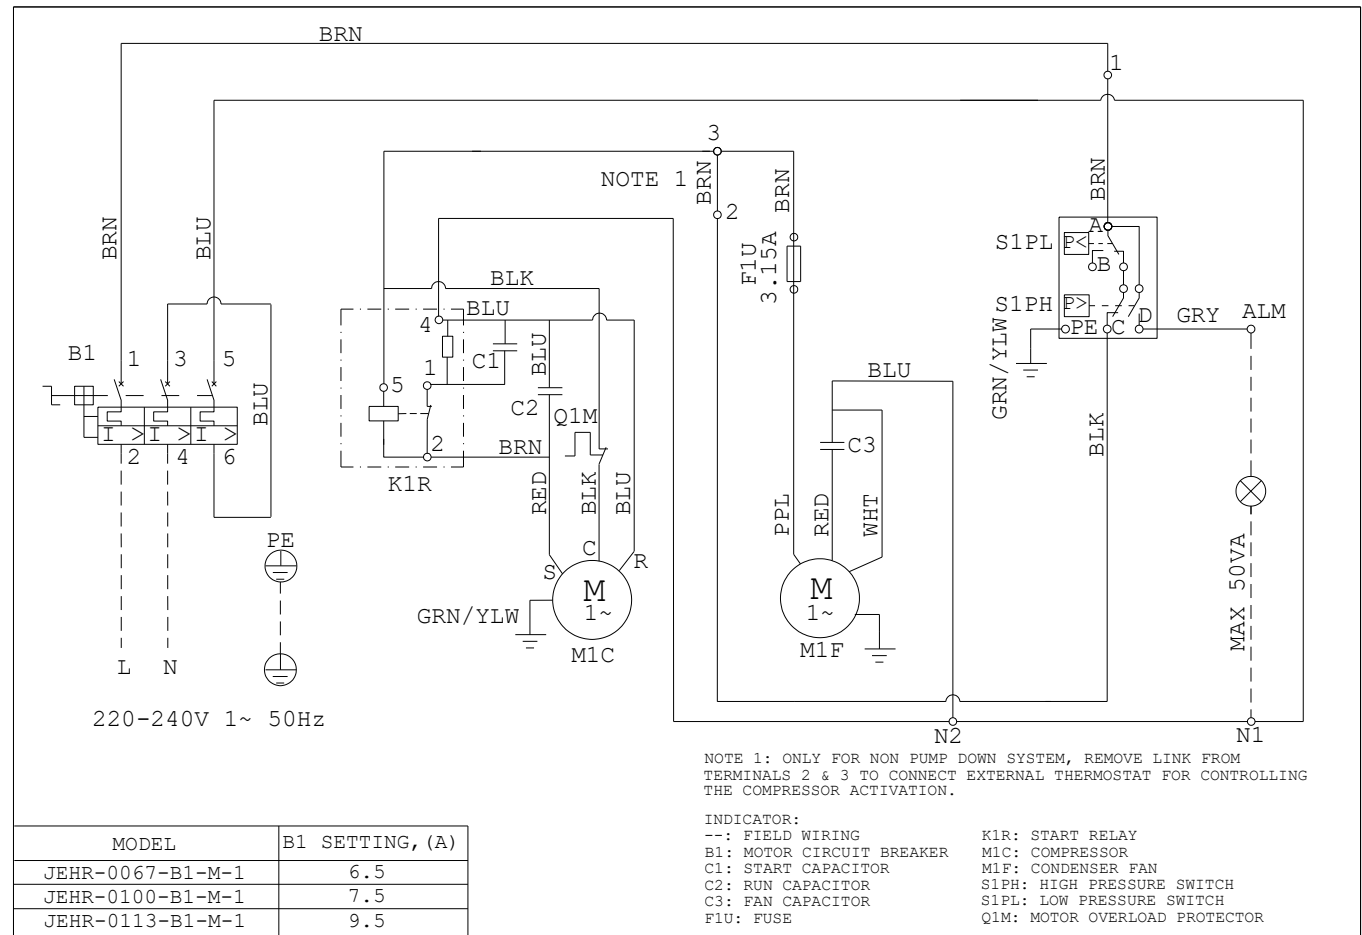 BRN
1
3
NOTE 1
BRN
BRN
BRN
2
BRN
BLU
F1U
3.15A
S1PL
P<
A
B
S1PH
P>
PE
C
D
GRY
ALM
GRN/YLW
BLK
BLK
BLU
4
C1
BLU
B1
1
3
5
BLU
5
1
C2
Q1M
2
BRN
K1R
I >
I >
I >
2
4
6
RED
BLK
BLU
BLU
C3
PPL
RED
WHT
MAX 50VA
PE
S
C
R
M
1~
GRN/YLW
M1C
M
1~
M1F
L
N
220-240V 1~ 50Hz
N2
N1
NOTE 1: ONLY FOR NON PUMP DOWN SYSTEM, REMOVE LINK FROM
TERMINALS 2 & 3 TO CONNECT EXTERNAL THERMOSTAT FOR CONTROLLING
THE COMPRESSOR ACTIVATION.
INDICATOR:
--: FIELD WIRING
B1: MOTOR CIRCUIT BREAKER
C1: START CAPACITOR
C2: RUN CAPACITOR
C3: FAN CAPACITOR
F1U: FUSE
K1R: START RELAY
M1C: COMPRESSOR
M1F: CONDENSER FAN
S1PH: HIGH PRESSURE SWITCH
S1PL: LOW PRESSURE SWITCH
Q1M: MOTOR OVERLOAD PROTECTOR
MODEL B1 SETTING,(A)
JEHR-0067-B1-M-1 6.5
JEHR-0100-B1-M-1 7.5
JEHR-0113-B1-M-1 9.5